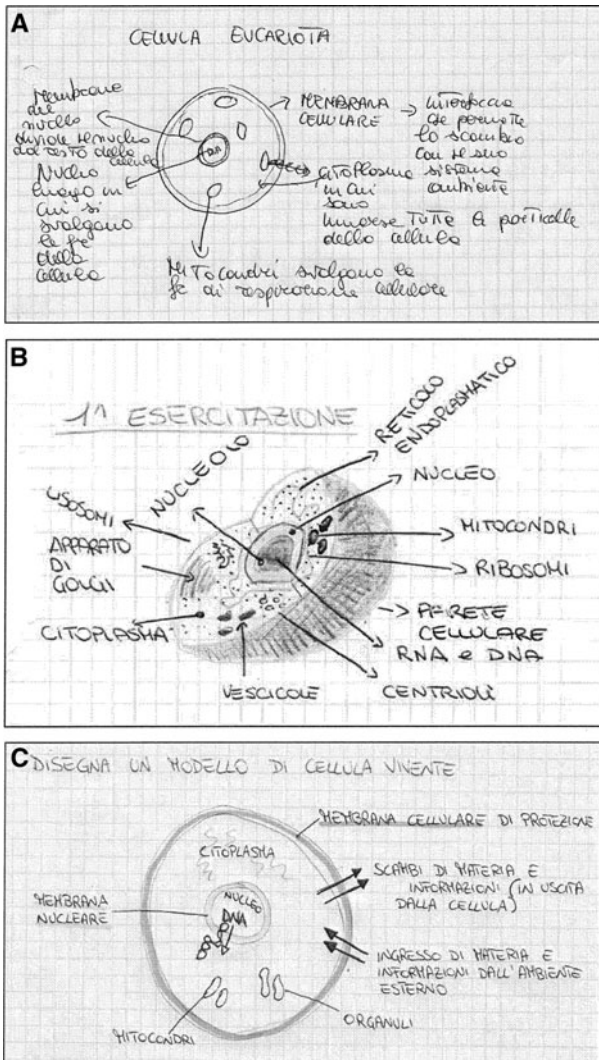 A
CELLULA EUCARIOTA
Membrana
del
nucleo
divide il nucleo
dal resto della
cellula
Nucleo
luogo in
cui si
svolgono
le
della
cellula
DNA
MEMBRANA
CELLULARE
interfaccia
che permette
lo scambio
con il suo
sistema
ambiente
citoplasma
in cui
sono
immerse tutte le particelle
della cellula
Mitocondri svolgono la
di respirazione cellulare
B
1ª ESERCITAZIONE
RETICOLO
ENDOPLASMATICO
NUCLEOLO
NUCLEO
LISOSOMI
MITOCONDRI
APPARATO
DI
GOLGI
RIBOSOMI
CITOPLASMA
PARETE
CELLULARE
RNA e DNA
VESCICOLE
CENTRIOLI
C
DISEGNA UN MODELLO DI CELLULA VIVENTE
MEMBRANA CELLULARE DI PROTEZIONE
CITOPLASMA
SCAMBI DI MATERIA E
INFORMAZIONI (IN USCITA
DALLA CELLULA)
MEMBRANA
NUCLEARE
NUCLEO
DNA
INGRESSO DI MATERIA E
INFORMAZIONI DALL'AMBIENTE
ESTERNO
ORGANULI
MITOCONDRI